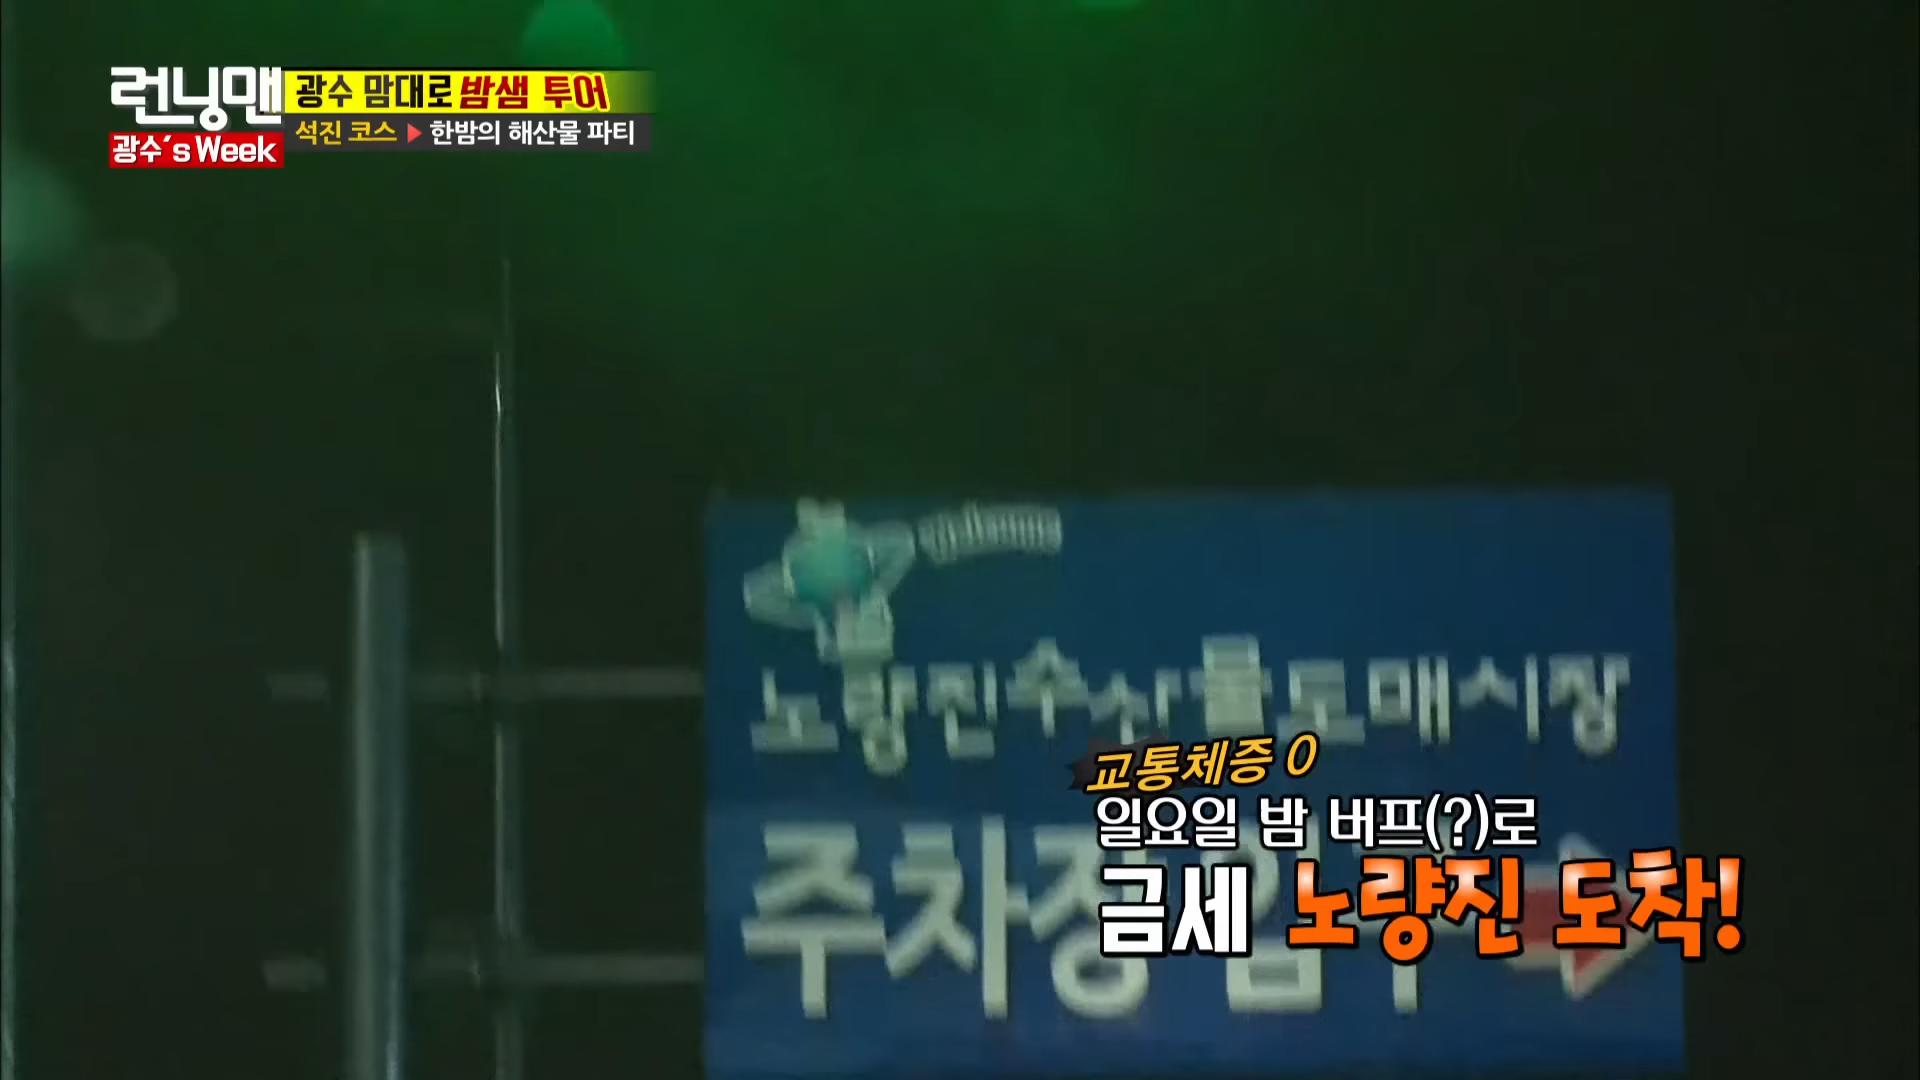 런닝맨
광수's Week
광수 맘대로 밤샘 투어
석진 코스 ▶ 한밤의 해산물 파티
노량진수산물도매시장
교통체증 0
일요일 밤 버프(?)로
금세 노량진 도착!
주차장입구